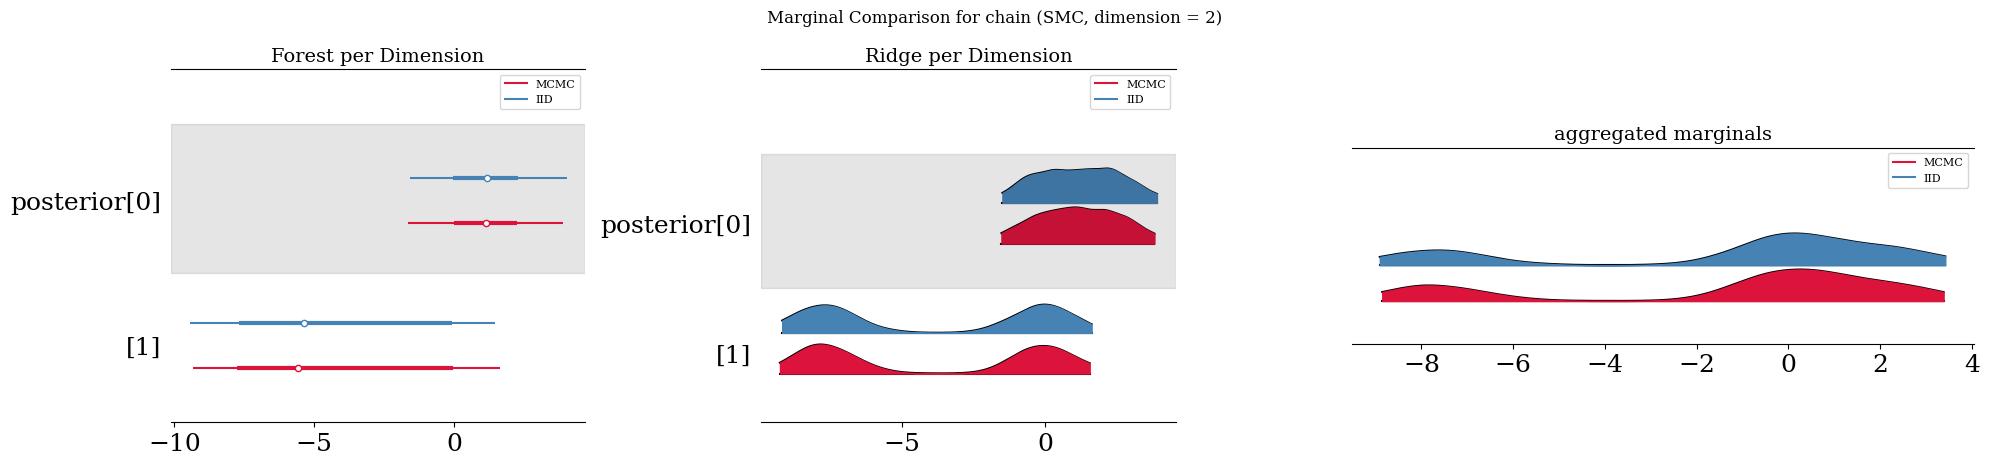 Marginal Comparison for chain (SMC, dimension = 2)
Forest per Dimension
MCMC
IID
posterior[0]
[1]
−10
−5
0
Ridge per Dimension
MCMC
IID
posterior[0]
[1]
−5
0
aggregated marginals
MCMC
IID
−8
−6
−4
−2
0
2
4